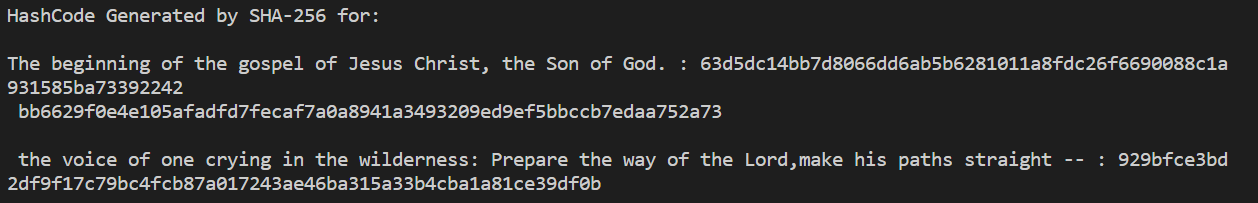 HashCode Generated by SHA-256 for:
The beginning of the gospel of Jesus Christ, the Son of God. : 63d5dc14bb7d8066dd6ab5b6281011a8fdc26f6690088c1a
931585ba73392242
bb6629f0e4e105afadfd7fecaf7a0a8941a3493209ed9ef5bbccb7edaa752a73
the voice of one crying in the wilderness: Prepare the way of the Lord,make his paths straight -- : 929bfce3bd
2df9f17c79bc4fcb87a017243ae46ba315a33b4cba1a81ce39df0b